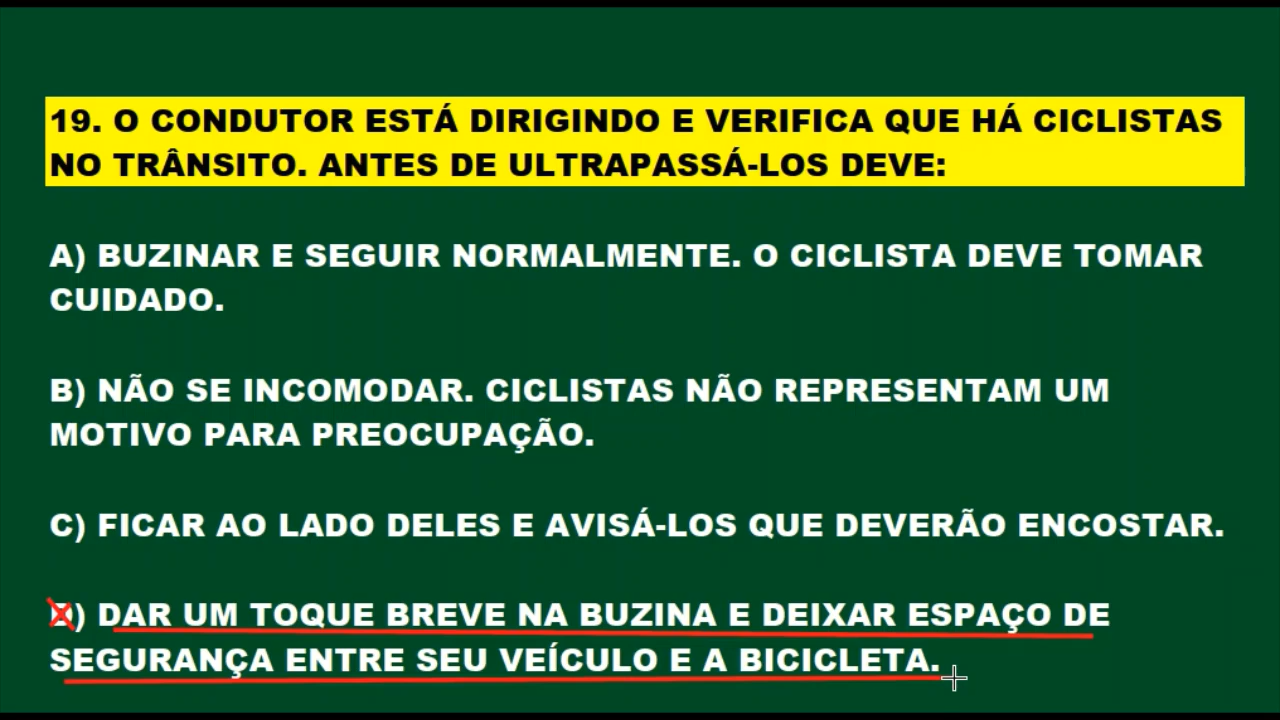 19. O CONDUTOR ESTÁ DIRIGINDO E VERIFICA QUE HÁ CICLISTAS
NO TRÂNSITO. ANTES DE ULTRAPASSÁ-LOS DEVE:
A) BUZINAR E SEGUIR NORMALMENTE. O CICLISTA DEVE TOMAR
CUIDADO.
B) NÃO SE INCOMODAR. CICLISTAS NÃO REPRESENTAM UM
MOTIVO PARA PREOCUPAÇÃO.
C) FICAR AO LADO DELES E AVISÁ-LOS QUE DEVERÃO ENCOSTAR.
D) DAR UM TOQUE BREVE NA BUZINA E DEIXAR ESPAÇO DE
SEGURANÇA ENTRE SEU VEÍCULO E A BICICLETA.